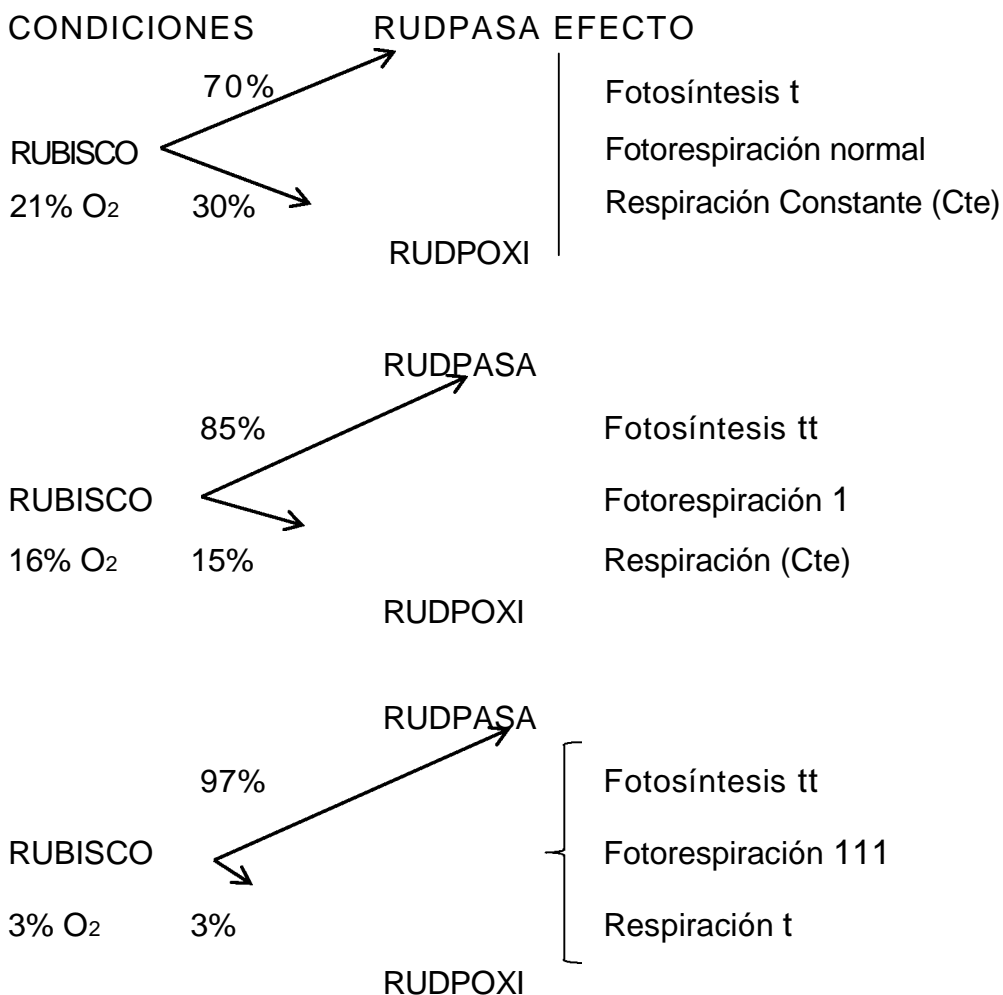 CONDICIONES RUDPASA EFECTO
70% Fotosíntesis t
RUBISCO Fotorespiración normal
21% O2 30% Respiración Constante (Cte)
RUDPOXI
RUDPASA
85% Fotosíntesis tt
RUBISCO Fotorespiración 1
16% O2 15% Respiración (Cte)
RUDPOXI
RUDPASA
97% Fotosíntesis tt
RUBISCO Fotorespiración 111
3% O2 3% Respiración t
RUDPOXI